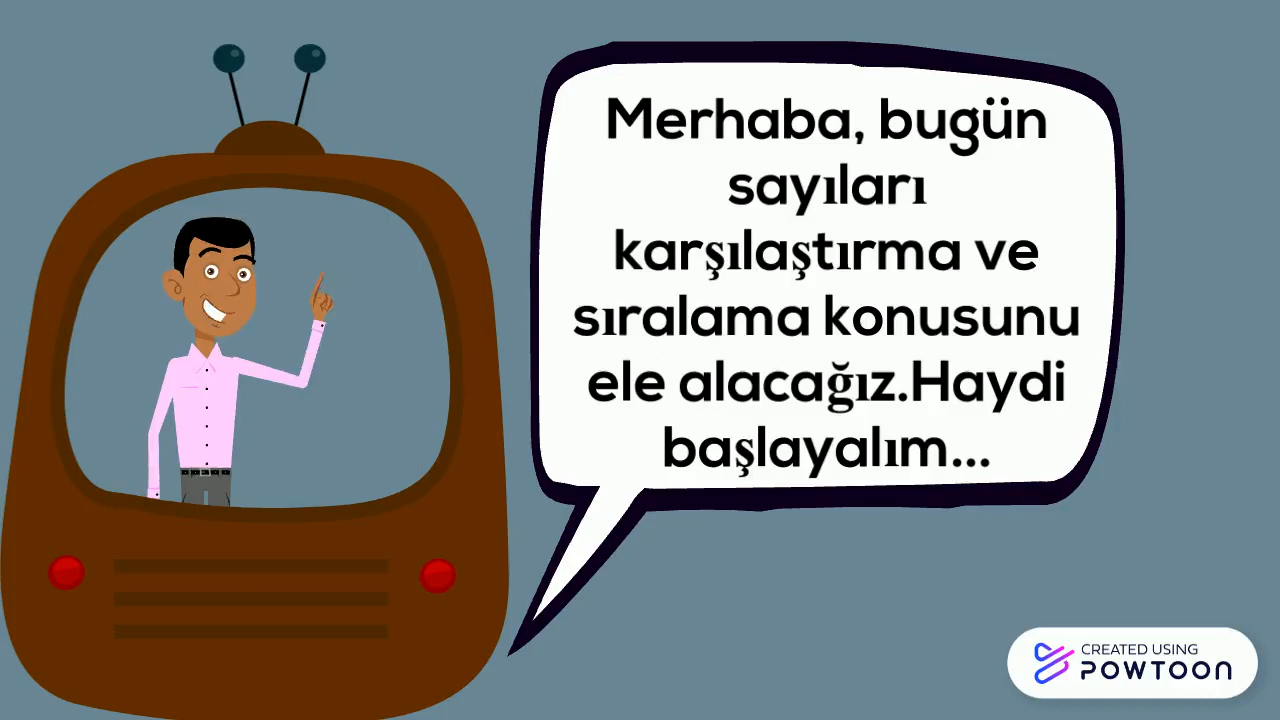 Merhaba, bugün
sayıları
karşılaştırma ve
sıralama konusunu
ele alacağız.Haydi
başlayalım...
CREATED USING
POWTOON